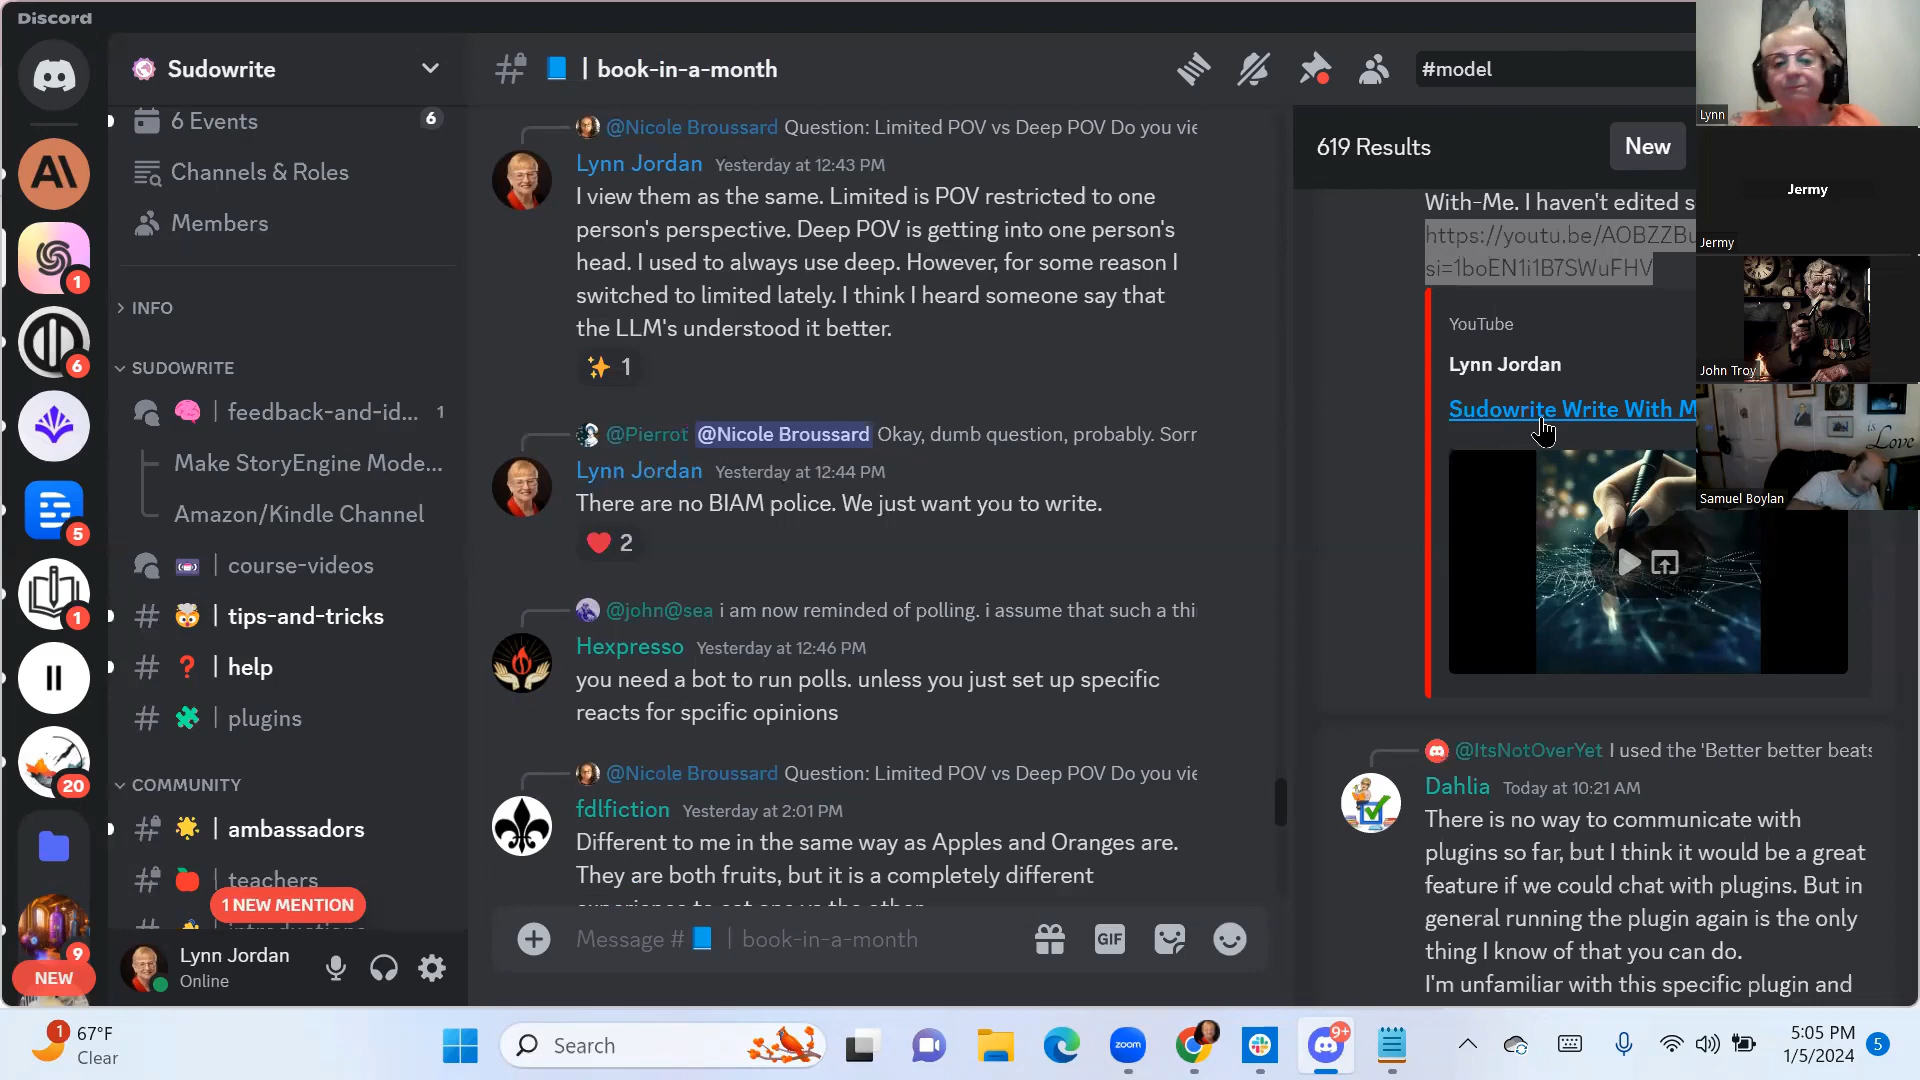 Discord
Sudowrite
6 Events
6
Channels & Roles
Members
INFO
SUDOWRITE
feedback-and-id...
1
Make StoryEngine Mode...
Amazon/Kindle Channel
course-videos
tips-and-tricks
help
plugins
COMMUNITY
ambassadors
teachers
1 NEW MENTION
Lynn Jordan
Online
1
6
5
1
20
9
NEW
| book-in-a-month
@Nicole Broussard Question: Limited POV vs Deep POV Do you vie
Lynn Jordan Yesterday at 12:43 PM
I view them as the same. Limited is POV restricted to one
person's perspective. Deep POV is getting into one person's
head. I used to always use deep. However, for some reason I
switched to limited lately. I think I heard someone say that
the LLM's understood it better.
✨ 1
@Pierrot @Nicole Broussard Okay, dumb question, probably. Sorr
Lynn Jordan Yesterday at 12:44 PM
There are no BIAM police. We just want you to write.
❤️ 2
@john@sea i am now reminded of polling. i assume that such a thi
Hexpresso Yesterday at 12:46 PM
you need a bot to run polls. unless you just set up specific
reacts for spcific opinions
@Nicole Broussard Question: Limited POV vs Deep POV Do you vie
fdlfiction Yesterday at 2:01 PM
Different to me in the same way as Apples and Oranges are.
They are both fruits, but it is a completely different
Message # | book-in-a-month
GIF
#model
619 Results
New
With-Me. I haven't edited s
https://youtu.be/AOBZZBu
si=1boEN1i1B7SWuFHV
YouTube
Lynn Jordan
Sudowrite Write With M
@ItsNotOverYet I used the 'Better better beats
Dahlia Today at 10:21 AM
There is no way to communicate with
plugins so far, but I think it would be a great
feature if we could chat with plugins. But in
general running the plugin again is the only
thing I know of that you can do.
I'm unfamiliar with this specific plugin and
Lynn
Jermy
Jermy
John Troy
is
Love
Samuel Boylan
1
67°F
Clear
Search
zoom
9+
5:05 PM
1/5/2024
5